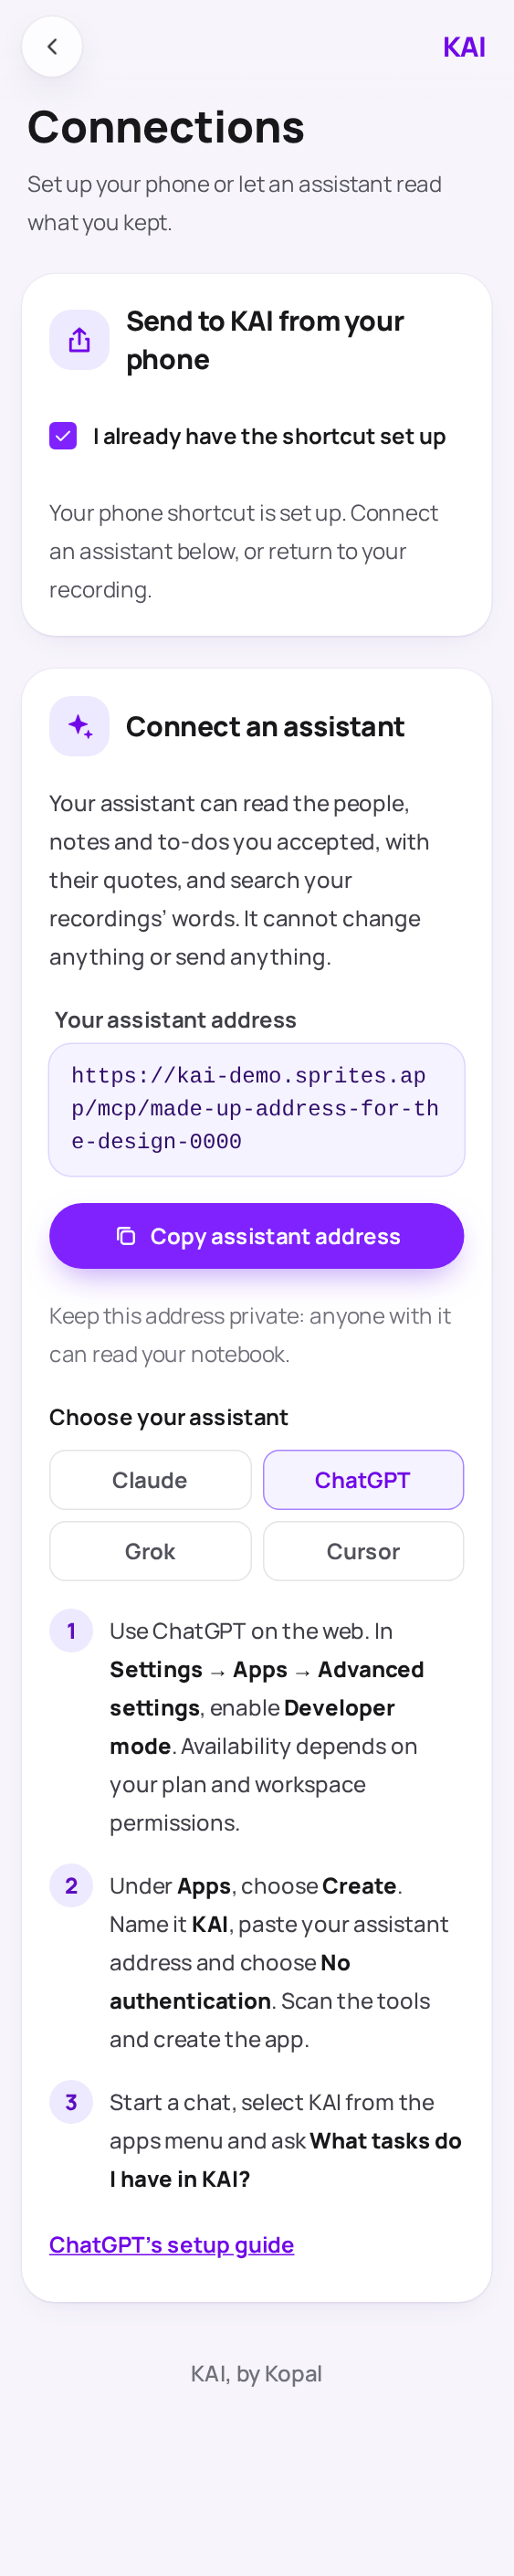 KAI
Connections
Set up your phone or let an assistant read
what you kept.
Send to KAI from your
phone
I already have the shortcut set up
Your phone shortcut is set up. Connect
an assistant below, or return to your
recording.
Connect an assistant
Your assistant can read the people,
notes and to-dos you accepted, with
their quotes, and search your
recordings’ words. It cannot change
anything or send anything.
Your assistant address
https://kai-demo.sprites.ap
p/mcp/made-up-address-for-th
e-design-0000
Copy assistant address
Keep this address private: anyone with it
can read your notebook.
Choose your assistant
Claude
ChatGPT
Grok
Cursor
1
Use ChatGPT on the web. In
Settings → Apps → Advanced
settings, enable Developer
mode. Availability depends on
your plan and workspace
permissions.
2
Under Apps, choose Create.
Name it KAI, paste your assistant
address and choose No
authentication. Scan the tools
and create the app.
3
Start a chat, select KAI from the
apps menu and ask What tasks do
I have in KAI?
ChatGPT’s setup guide
KAI, by Kopal